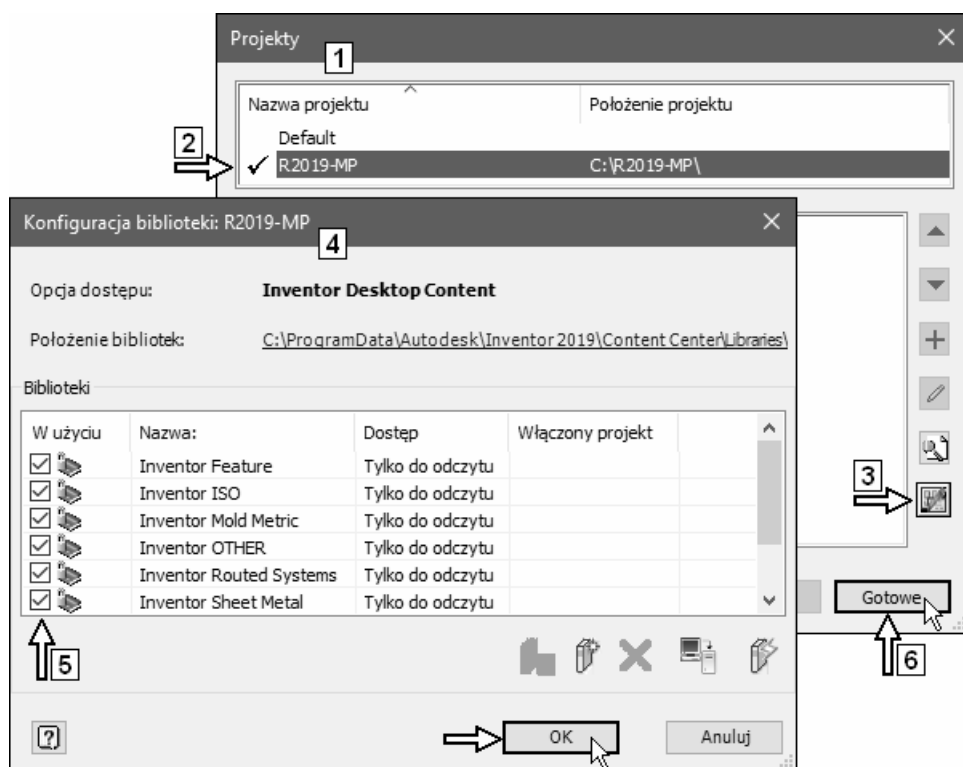 Projekty
1
Nazwa projektu Położenie projektu
2
Default
R2019-MP C:\R2019-MP\
Konfiguracja biblioteki: R2019-MP
4
Opcja dostępu: Inventor Desktop Content
Położenie bibliotek: C:\ProgramData\Autodesk\Inventor 2019\Content Center\Libraries\
Biblioteki
W użyciu Nazwa: Dostęp Włączony projekt
Inventor Feature Tylko do odczytu
Inventor ISO Tylko do odczytu
3
Inventor Mold Metric Tylko do odczytu
Inventor OTHER Tylko do odczytu
Inventor Routed Systems Tylko do odczytu
Inventor Sheet Metal Tylko do odczytu
Gotowe
5
6
OK Anuluj